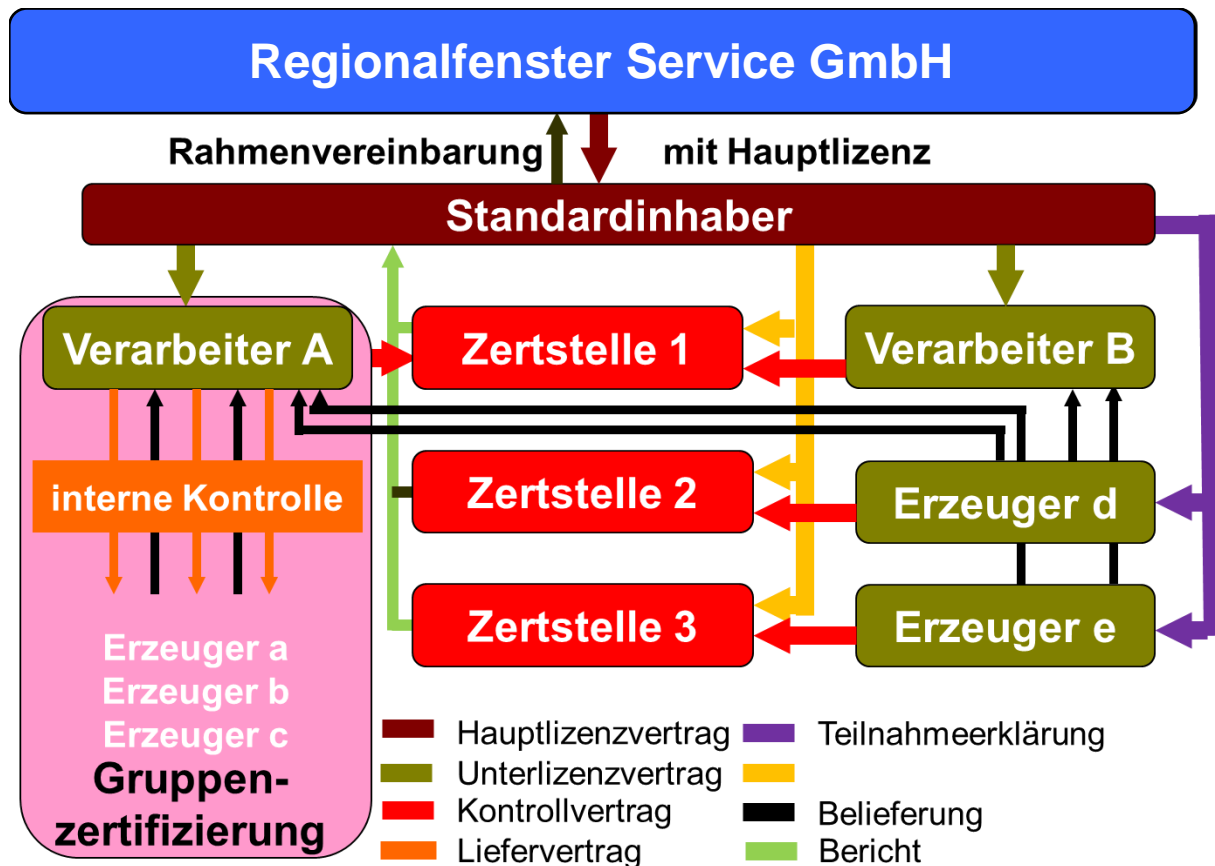 Regionalfenster Service GmbH
Rahmenvereinbarung mit Hauptlizenz
Standardinhaber
Verarbeiter A
Zertstelle 1
Verarbeiter B
interne Kontrolle
Zertstelle 2
Erzeuger d
Zertstelle 3
Erzeuger e
Erzeuger a
Erzeuger b
Erzeuger c
Gruppen-
zertifizierung
Hauptlizenzvertrag
Unterlizenzvertrag
Kontrollvertrag
Liefervertrag
Teilnahmeerklärung
Belieferung
Bericht